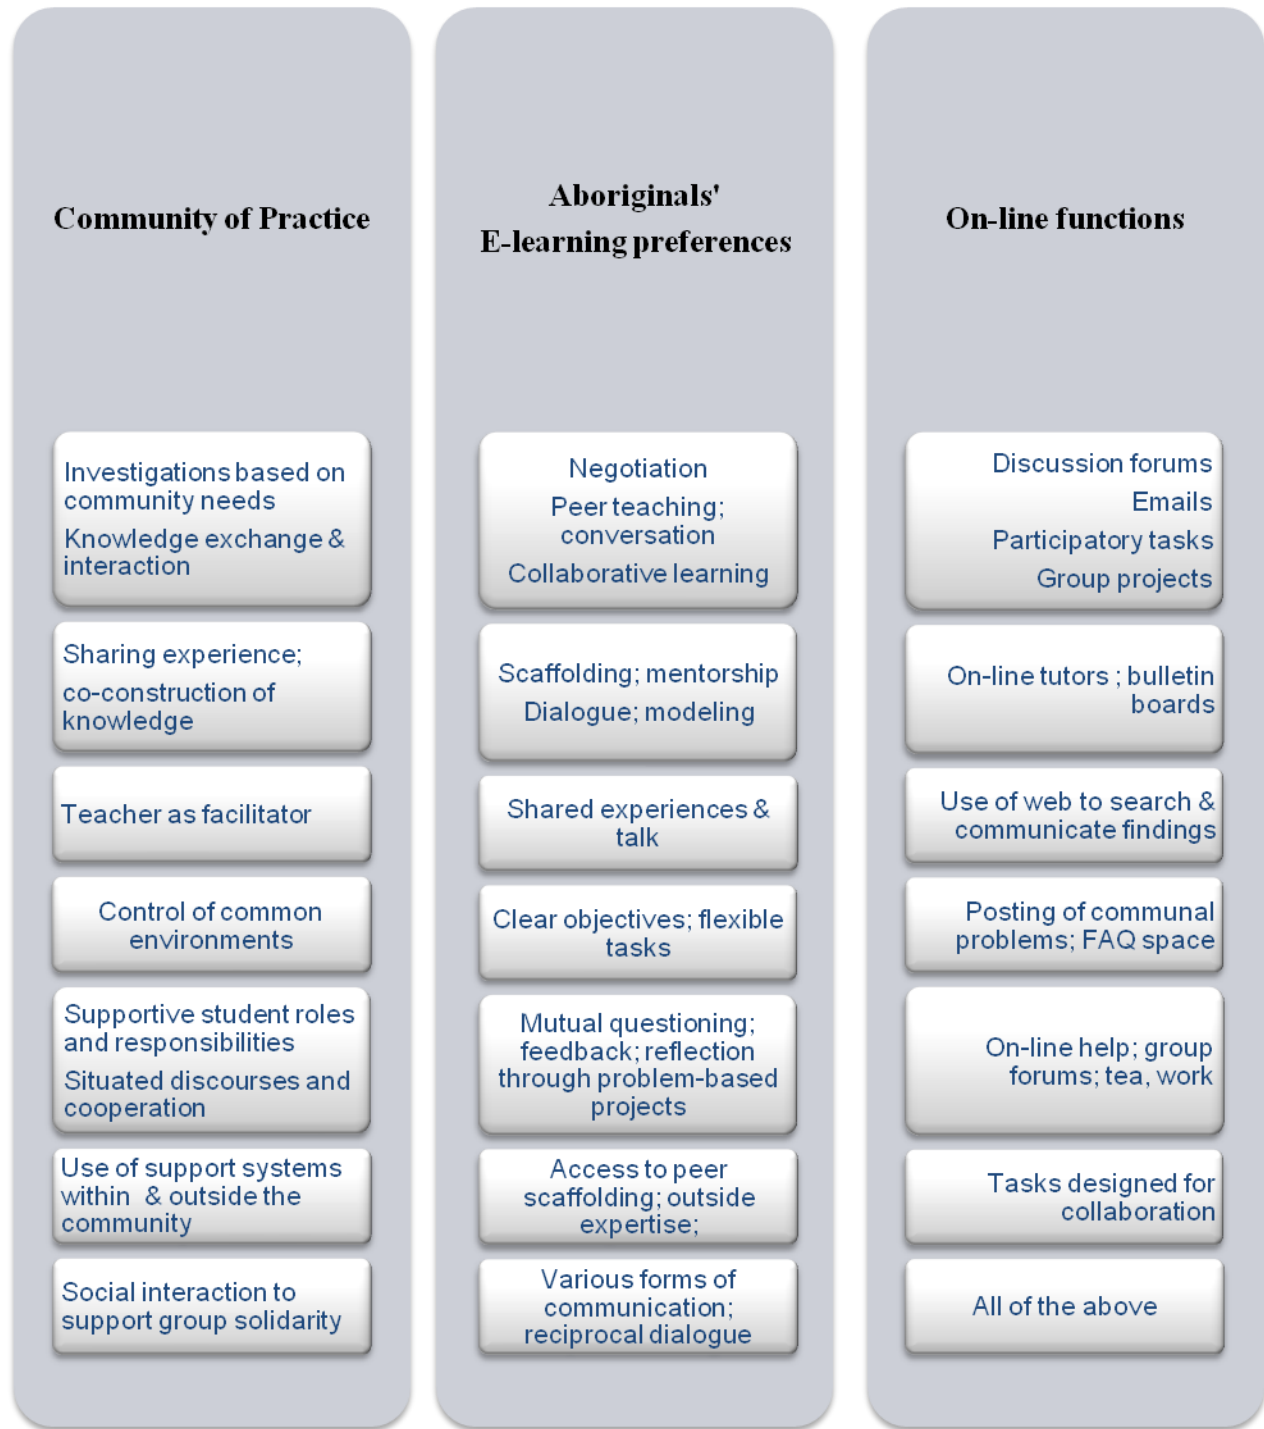 Community of Practice
Investigations based on
community needs
Knowledge exchange &
interaction
Sharing experience;
co-construction of
knowledge
Teacher as facilitator
Control of common
environments
Supportive student roles
and responsibilities
Situated discourses and
cooperation
Use of support systems
within & outside the
community
Social interaction to
support group solidarity
Aboriginals'
E-learning preferences
Negotiation
Peer teaching;
conversation
Collaborative learning
Scaffolding; mentorship
Dialogue; modeling
Shared experiences &
talk
Clear objectives; flexible
tasks
Mutual questioning;
feedback; reflection
through problem-based
projects
Access to peer
scaffolding; outside
expertise;
Various forms of
communication;
reciprocal dialogue
On-line functions
Discussion forums
Emails
Participatory tasks
Group projects
On-line tutors ; bulletin
boards
Use of web to search &
communicate findings
Posting of communal
problems; FAQ space
On-line help; group
forums; tea, work
Tasks designed for
collaboration
All of the above